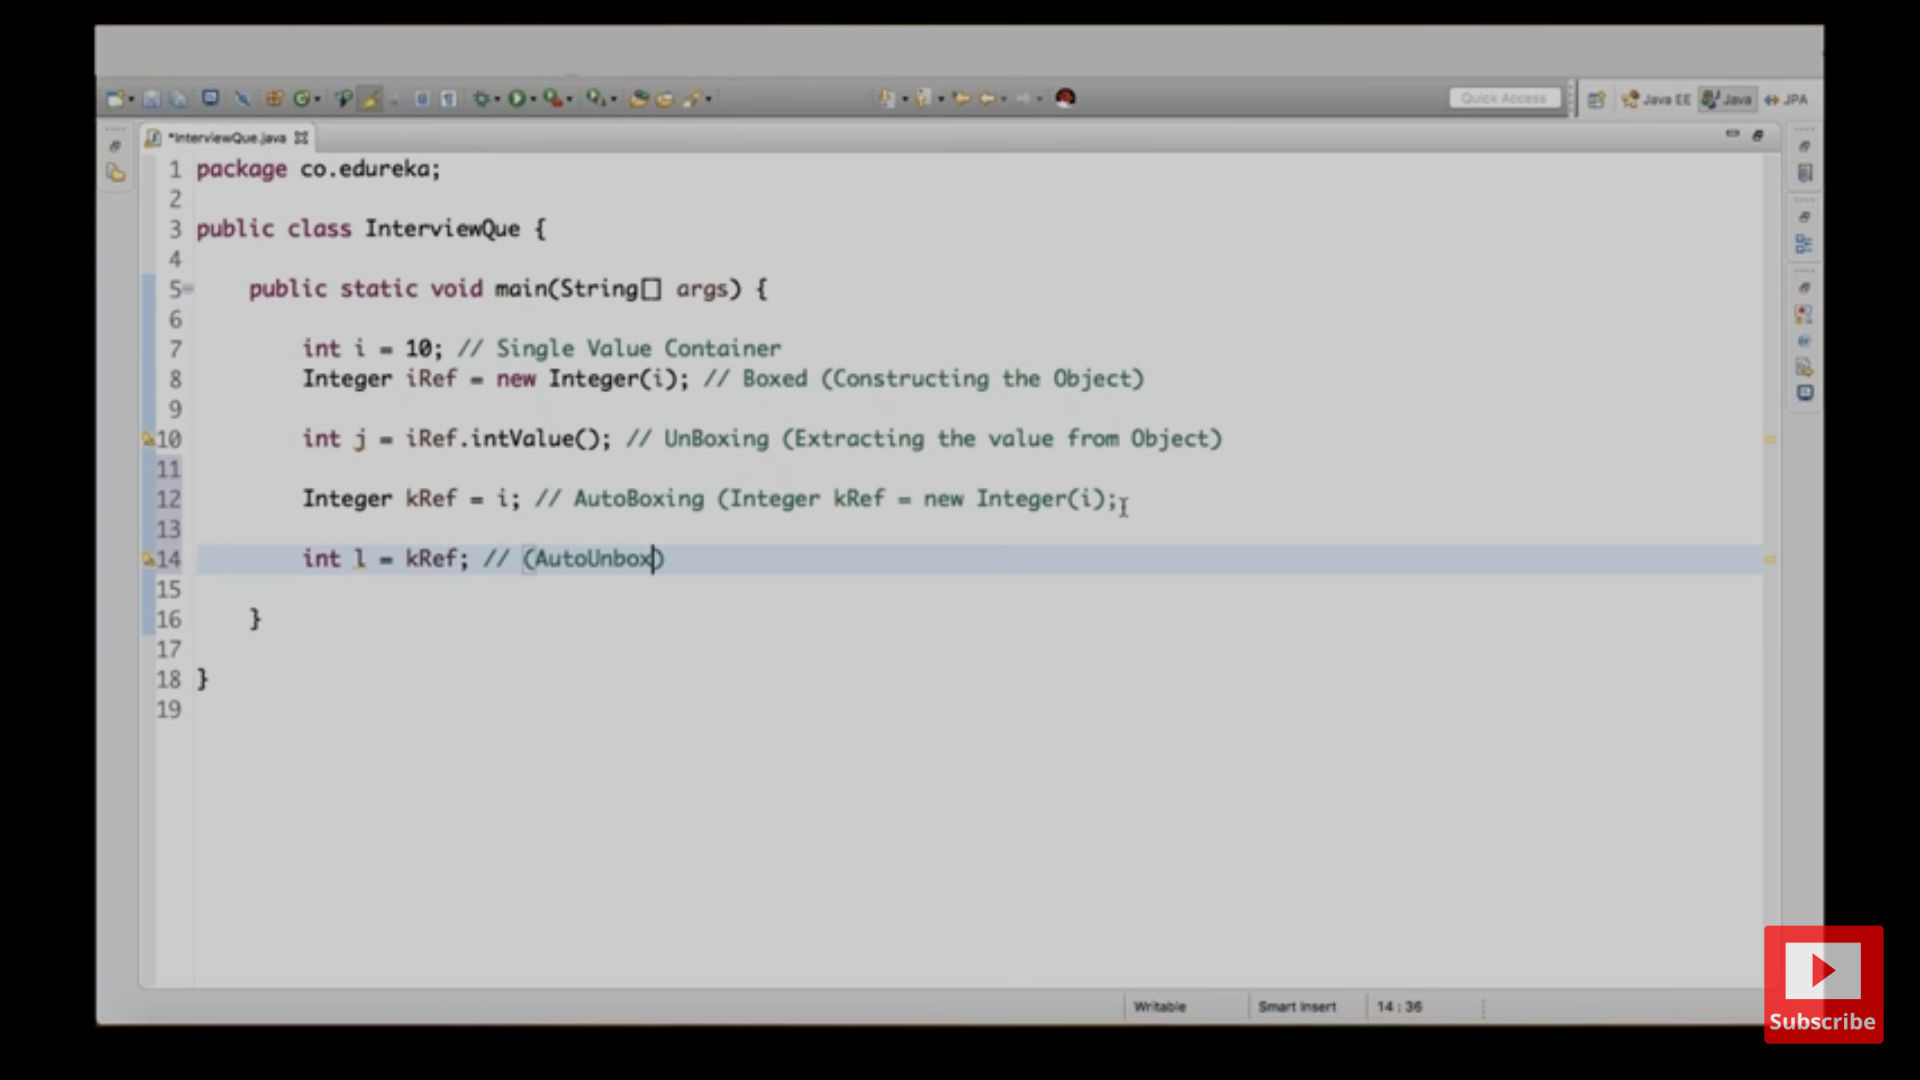 Quick Access
Java EE
Java
JPA
*InterviewQue.java
1 package co.edureka;
2
3 public class InterviewQue {
4
5 public static void main(String[] args) {
6
7 int i = 10; // Single Value Container
8 Integer iRef = new Integer(i); // Boxed (Constructing the Object)
9
10 int j = iRef.intValue(); // UnBoxing (Extracting the value from Object)
11
12 Integer kRef = i; // AutoBoxing (Integer kRef = new Integer(i);
13
14 int l = kRef; // (AutoUnbox)
15
16 }
17
18 }
19
Writable
Smart Insert
14 : 36
Subscribe